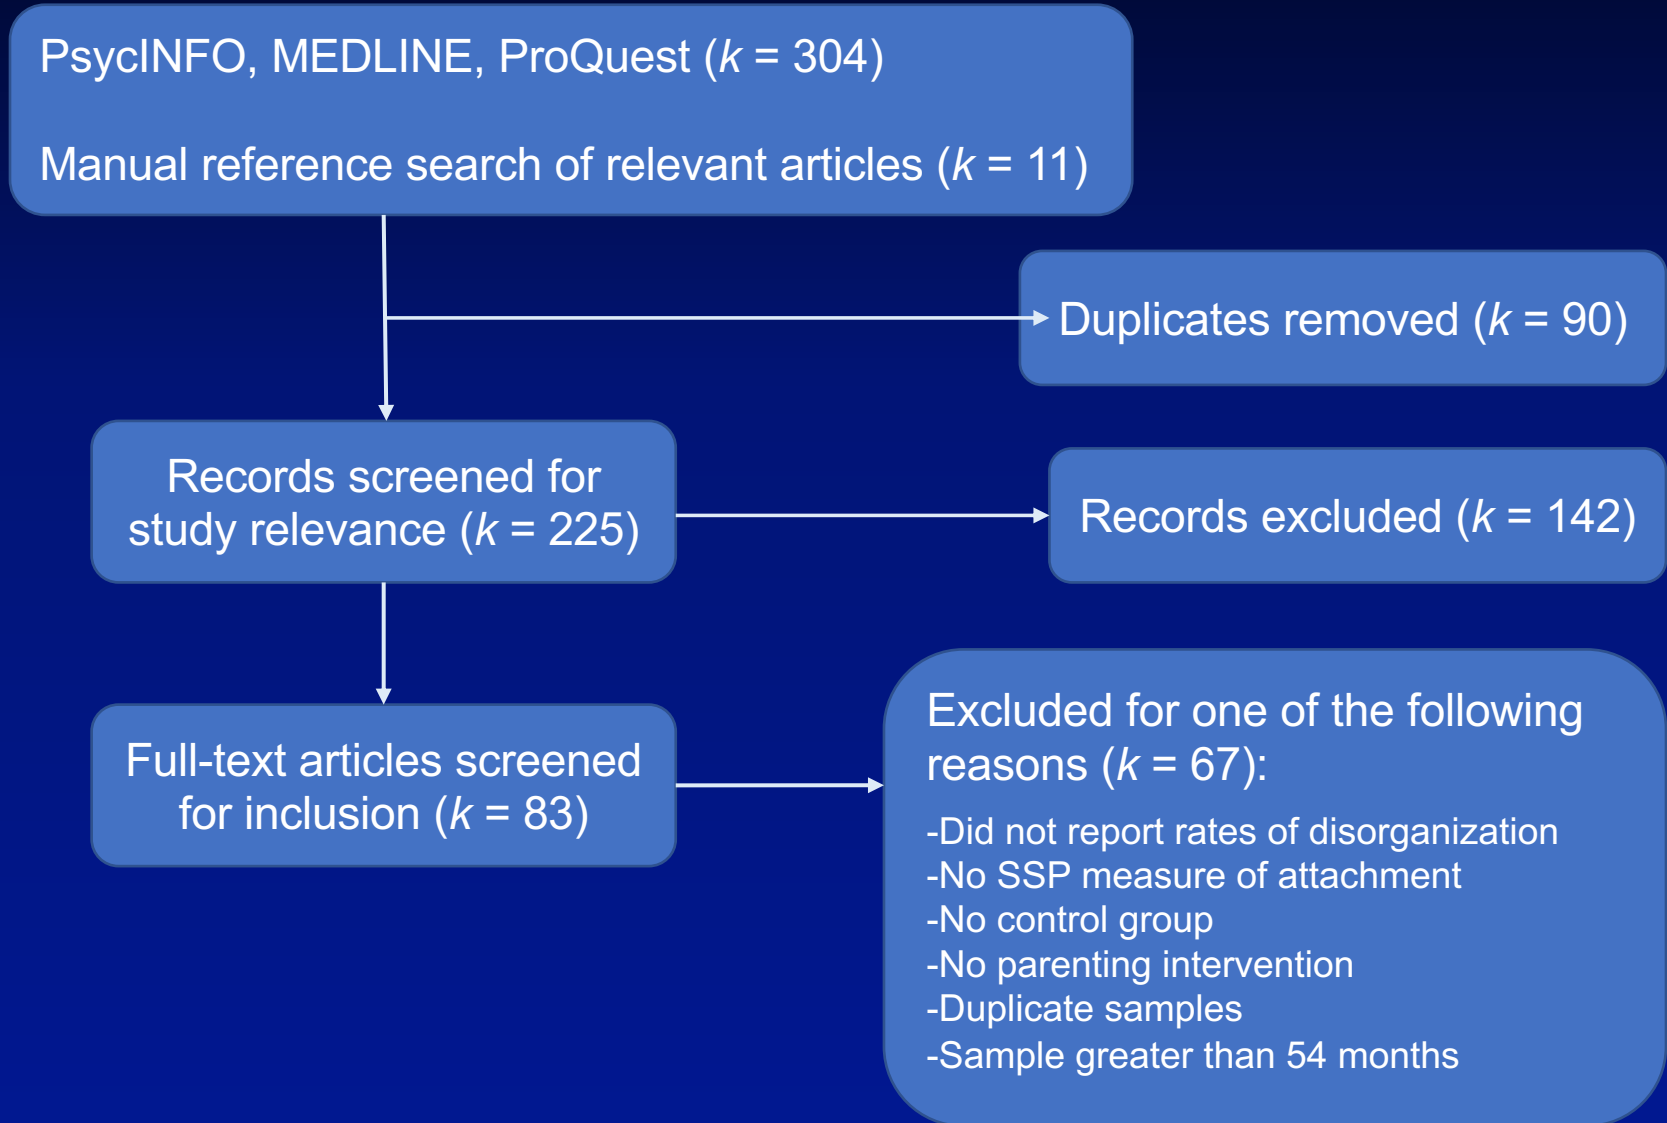 PsycINFO, MEDLINE, ProQuest (k = 304)
Manual reference search of relevant articles (k = 11)
Duplicates removed (k = 90)
Records screened for
study relevance (k = 225)
Records excluded (k = 142)
Full-text articles screened
for inclusion (k = 83)
Excluded for one of the following
reasons (k = 67):
-Did not report rates of disorganization
-No SSP measure of attachment
-No control group
-No parenting intervention
-Duplicate samples
-Sample greater than 54 months